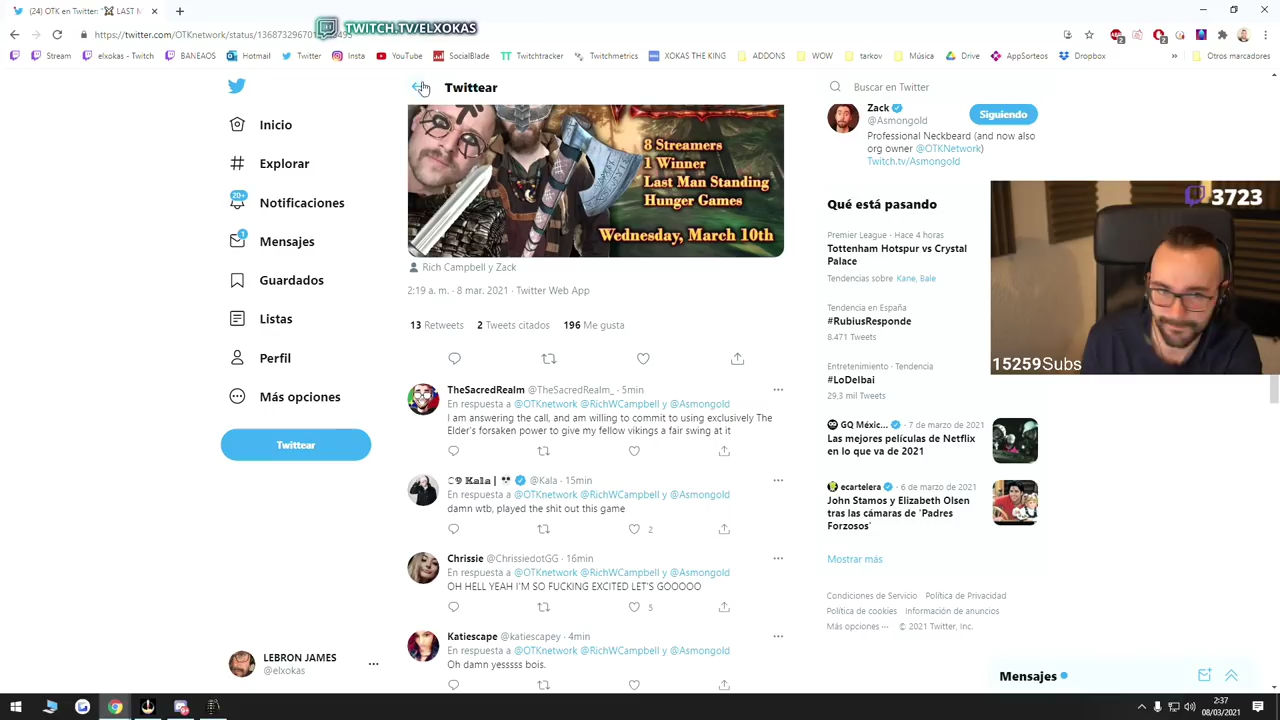 (24) OTK en Twitter: "
LAST M
TWITCH.TV/ELXOKAS
https://twitter.com/OTKnetwork/status/
Stream
elxokas - Twitch
BANEAOS
Hotmail
Twitter
Insta
YouTube
SocialBlade
Twitchtracker
Twitchmetrics
XOKAS THE KING
ADDONS
WOW
tarkov
Música
Drive
AppSorteos
Dropbox
Otros marcadores
Twittear
Buscar en Twitter
Inicio
Explorar
20+
Notificaciones
1
Mensajes
Guardados
Listas
Perfil
Más opciones
Twittear
LEBRON JAMES
@elxokas
8 Streamers
1 Winner
Last Man Standing
Hunger Games
Wednesday, March 10th
Rich Campbell y Zack
2:19 a. m. · 8 mar. 2021 · Twitter Web App
13 Retweets 2 Tweets citados 196 Me gusta
TheSacredRealm @TheSacredRealm_ · 5min
En respuesta a @OTKnetwork @RichWCampbell y @Asmongold
I am answering the call, and am willing to commit to using exclusively The
Elder's forsaken power to give my fellow vikings a fair swing at it
C9 Kala | @Kala · 15min
En respuesta a @OTKnetwork @RichWCampbell y @Asmongold
damn wtb, played the shit out this game
2
Chrissie @ChrissiedotGG · 16min
En respuesta a @OTKnetwork @RichWCampbell y @Asmongold
OH HELL YEAH I'M SO FUCKING EXCITED LET'S GOOOOO
5
Katiescape @katiescapey · 4min
En respuesta a @OTKnetwork @RichWCampbell y @Asmongold
Oh damn yesssss bois.
Zack
@Asmongold
Siguiendo
Professional Neckbeard (and now also
org owner @OTKNetwork)
Twitch.tv/Asmongold
Qué está pasando
Premier League · Hace 4 horas
Tottenham Hotspur vs Crystal
Palace
Tendencias sobre Kane, Bale
Tendencia en España
#RubiusResponde
8.471 Tweets
Entretenimiento · Tendencia
#LoDeIbai
29,3 mil Tweets
GQ Méxic... · 7 de marzo de 2021
Las mejores películas de Netflix
en lo que va de 2021
ecartelera · 6 de marzo de 2021
John Stamos y Elizabeth Olsen
tras las cámaras de 'Padres
Forzosos'
Mostrar más
Condiciones de Servicio Política de Privacidad
Política de cookies Información de anuncios
Más opciones ··· © 2021 Twitter, Inc.
Mensajes
3723
15259Subs
2:37
08/03/2021